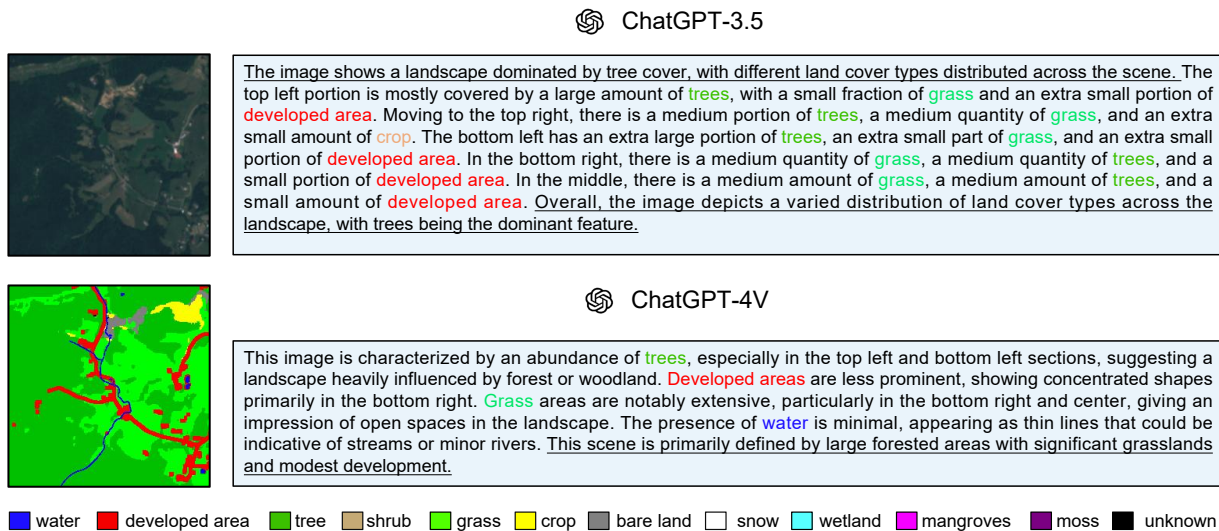 ChatGPT-3.5
The image shows a landscape dominated by tree cover, with different land cover types distributed across the scene. The
top left portion is mostly covered by a large amount of trees, with a small fraction of grass and an extra small portion of
developed area. Moving to the top right, there is a medium portion of trees, a medium quantity of grass, and an extra
small amount of crop. The bottom left has an extra large portion of trees, an extra small part of grass, and an extra small
portion of developed area. In the bottom right, there is a medium quantity of grass, a medium quantity of trees, and a
small portion of developed area. In the middle, there is a medium amount of grass, a medium amount of trees, and a
small amount of developed area. Overall, the image depicts a varied distribution of land cover types across the
landscape, with trees being the dominant feature.
ChatGPT-4V
This image is characterized by an abundance of trees, especially in the top left and bottom left sections, suggesting a
landscape heavily influenced by forest or woodland. Developed areas are less prominent, showing concentrated shapes
primarily in the bottom right. Grass areas are notably extensive, particularly in the bottom right and center, giving an
impression of open spaces in the landscape. The presence of water is minimal, appearing as thin lines that could be
indicative of streams or minor rivers. This scene is primarily defined by large forested areas with significant grasslands
and modest development.
water developed area tree shrub grass crop bare land snow wetland mangroves moss unknown